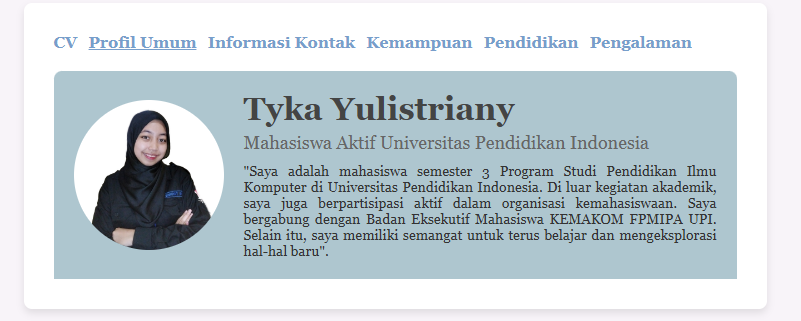 CV Profil Umum Informasi Kontak Kemampuan Pendidikan Pengalaman
Tyka Yulistriany
Mahasiswa Aktif Universitas Pendidikan Indonesia
"Saya adalah mahasiswa semester 3 Program Studi Pendidikan Ilmu
Komputer di Universitas Pendidikan Indonesia. Di luar kegiatan akademik,
saya juga berpartisipasi aktif dalam organisasi kemahasiswaan. Saya
bergabung dengan Badan Eksekutif Mahasiswa KEMAKOM FPMIPA UPI.
Selain itu, saya memiliki semangat untuk terus belajar dan mengeksplorasi
hal-hal baru".